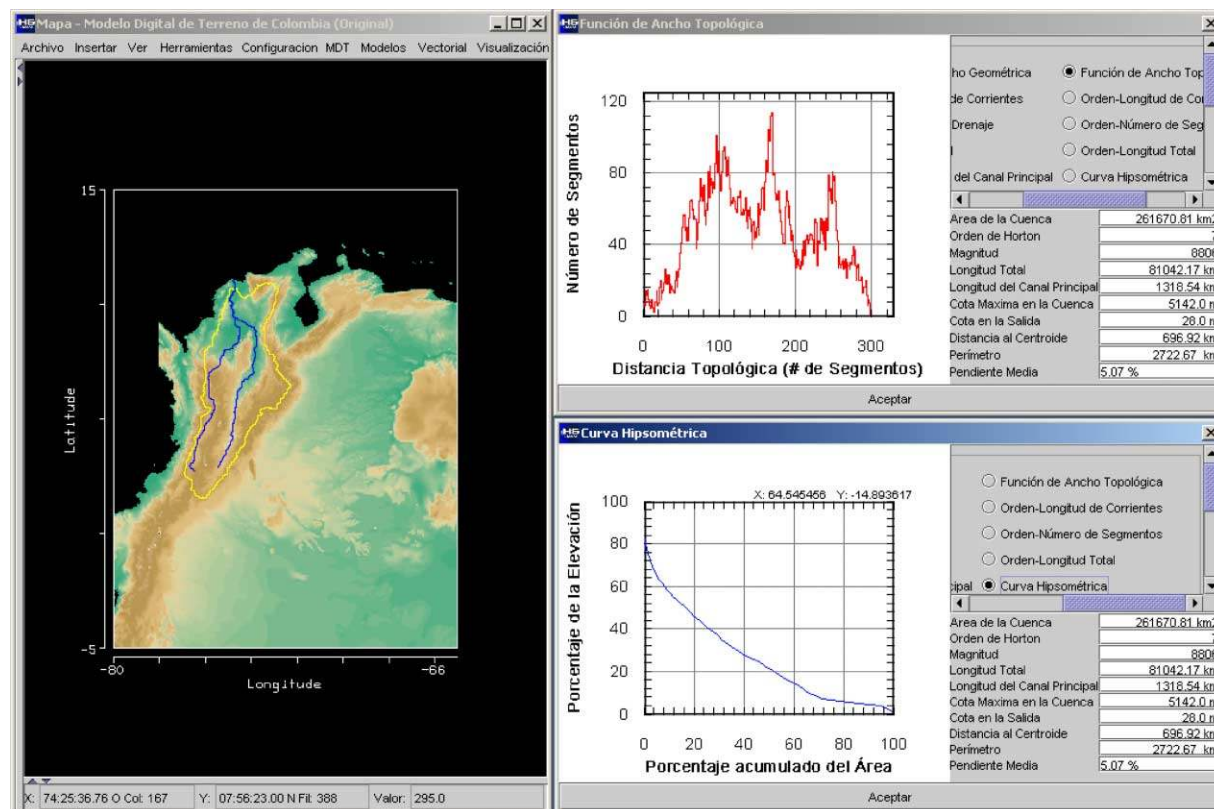 Mapa - Modelo Digital de Terreno de Colombia (Original)
Archivo Insertar Ver Herramientas Configuracion MDT Modelos Vectorial Visualización
15
Latitude
-5
-80
-66
Longitude
X: 74:25:36.76 O Col: 167 Y: 07:56:23.00 N Fil: 388 Valor: 295.0
Función de Ancho Topológica
120
80
40
0
Número de Segmentos
0 100 200 300
Distancia Topológica (# de Segmentos)
ho Geométrica Función de Ancho Top
de Corrientes Orden-Longitud de Co
Drenaje Orden-Número de Seg
l Orden-Longitud Total
del Canal Principal Curva Hipsométrica
Area de la Cuenca 261670.81 km2
Orden de Horton 7
Magnitud 8806
Longitud Total 81042.17 km
Longitud del Canal Principal 1318.54 km
Cota Maxima en la Cuenca 5142.0 m
Cota en la Salida 28.0 m
Distancia al Centroide 696.92 km
Perímetro 2722.67 km
Pendiente Media 5.07 %
Aceptar
Curva Hipsométrica
X: 64.545456 Y: -14.893617
100
80
60
40
20
0
Porcentaje de la Elevación
0 20 40 60 80 100
Porcentaje acumulado del Área
Función de Ancho Topológica
Orden-Longitud de Corrientes
Orden-Número de Segmentos
Orden-Longitud Total
cipal Curva Hipsométrica
Area de la Cuenca 261670.81 km2
Orden de Horton 7
Magnitud 8806
Longitud Total 81042.17 km
Longitud del Canal Principal 1318.54 km
Cota Maxima en la Cuenca 5142.0 m
Cota en la Salida 28.0 m
Distancia al Centroide 696.92 km
Perímetro 2722.67 km
Pendiente Media 5.07 %
Aceptar